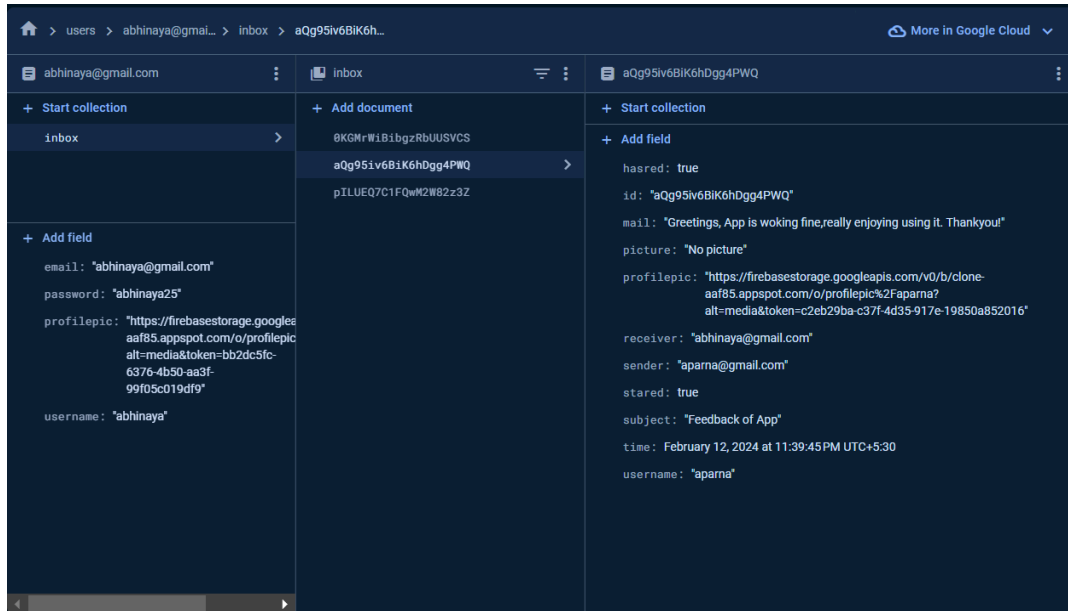 users > abhinaya@gmai... > inbox > aQg95iv6BiK6h...
More in Google Cloud
abhinaya@gmail.com
inbox
aQg95iv6BiK6hDgg4PWQ
+ Start collection
inbox
+ Add field
email: "abhinaya@gmail.com"
password: "abhinaya25"
profilepic: "https://firebasestorage.googlea
aaf85.appspot.com/o/profilepic
alt=media&token=bb2dc5fc-
6376-4b50-aa3f-
99f05c019df9"
username: "abhinaya"
+ Add document
0KGMrWiBibgzRbUUSVCS
aQg95iv6BiK6hDgg4PWQ
pILUEQ7C1FQwM2W82z3Z
+ Start collection
+ Add field
hasred: true
id: "aQg95iv6BiK6hDgg4PWQ"
mail: "Greetings, App is woking fine,really enjoying using it. Thankyou!"
picture: "No picture"
profilepic: "https://firebasestorage.googleapis.com/v0/b/clone-
aaf85.appspot.com/o/profilepic%2Faparna?
alt=media&token=c2eb29ba-c37f-4d35-917e-19850a852016"
receiver: "abhinaya@gmail.com"
sender: "aparna@gmail.com"
stared: true
subject: "Feedback of App"
time: February 12, 2024 at 11:39:45 PM UTC+5:30
username: "aparna"